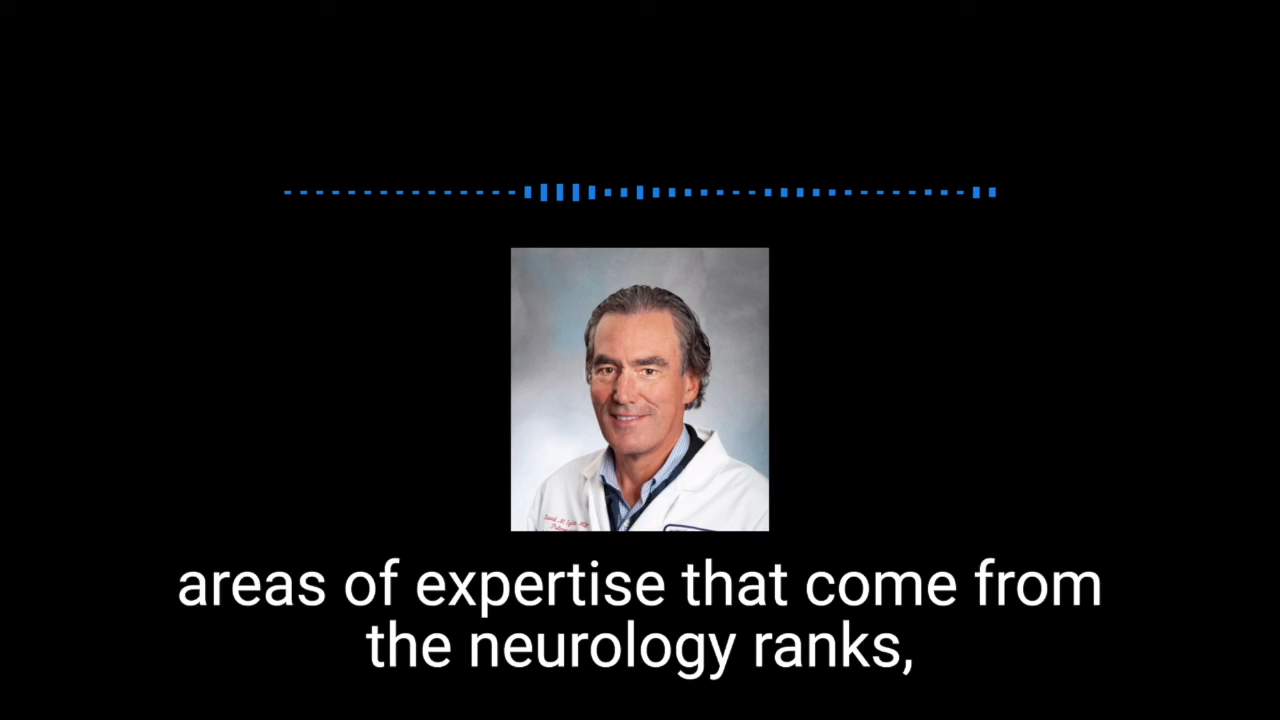 areas of expertise that come from
the neurology ranks,